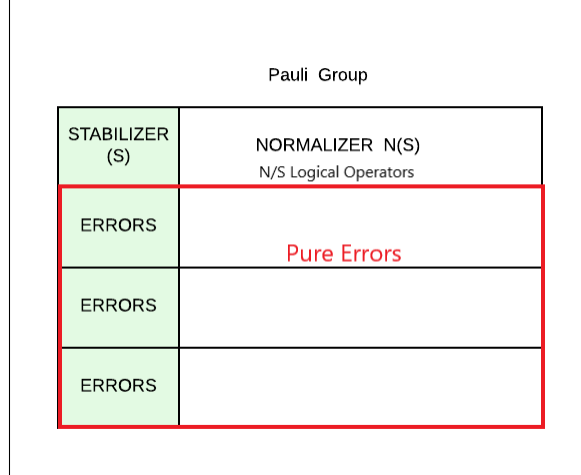 Pauli Group
STABILIZER
(S)
NORMALIZER N(S)
N/S Logical Operators
ERRORS
Pure Errors
ERRORS
ERRORS